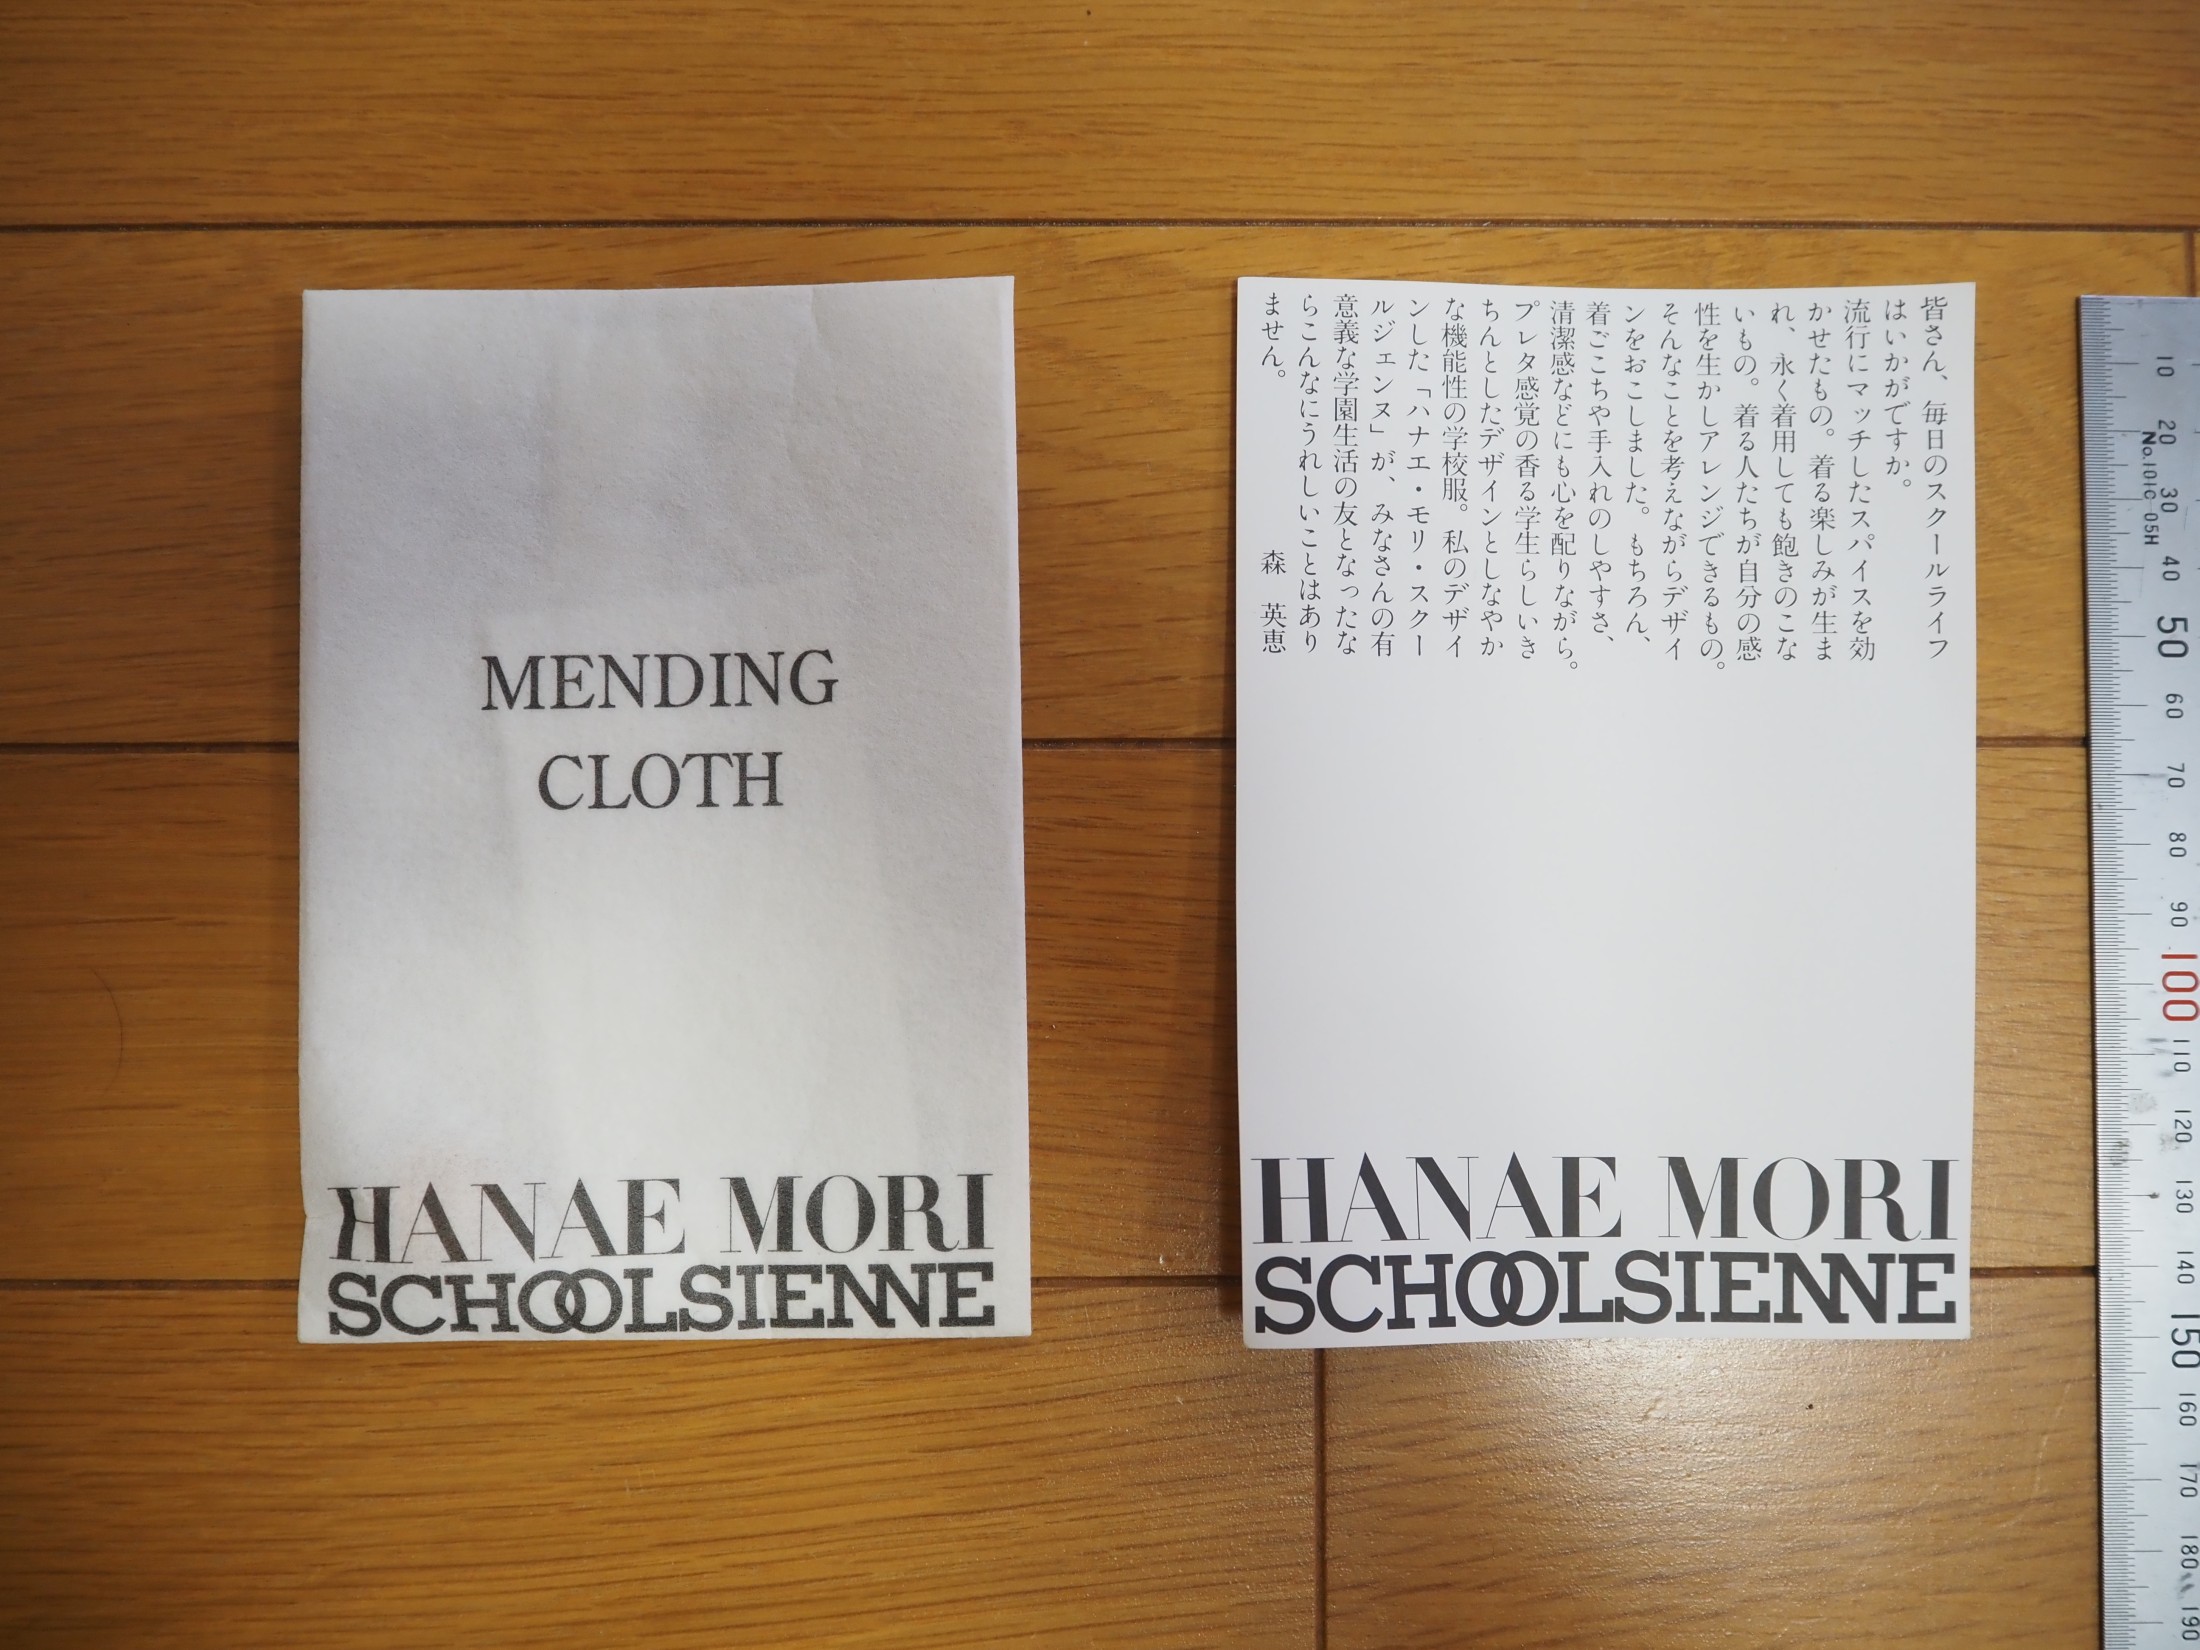 MENDING
CLOTH
HANAE MORI
SCHOOLSIENNE
皆さん、毎日のスクールライフ
はいかがですか。
流行にマッチしたスパイスを効
かせたもの。着る楽しみが生ま
れ、永く着用しても飽きのこな
いもの。着る人たちが自分の感
性を生かしアレンジできるもの。
そんなことを考えながらデザイ
ンをおこしました。もちろん、
着ごこちや手入れのしやすさ、
清潔感などにも心を配りながら。
プレタ感覚の香る学生らしいき
ちんとしたデザインとしなやか
な機能性の学校服。私のデザイ
ンした「ハナエ・モリ・スクー
ルジェンヌ」が、みなさんの有
意義な学園生活の友となったな
らこんなにうれしいことはあり
ません。
森 英恵
HANAE MORI
SCHOOLSIENNE
10
20
30
40
50
60
70
80
90
100
110
120
130
140
150
160
170
180
190
No.101C 05H